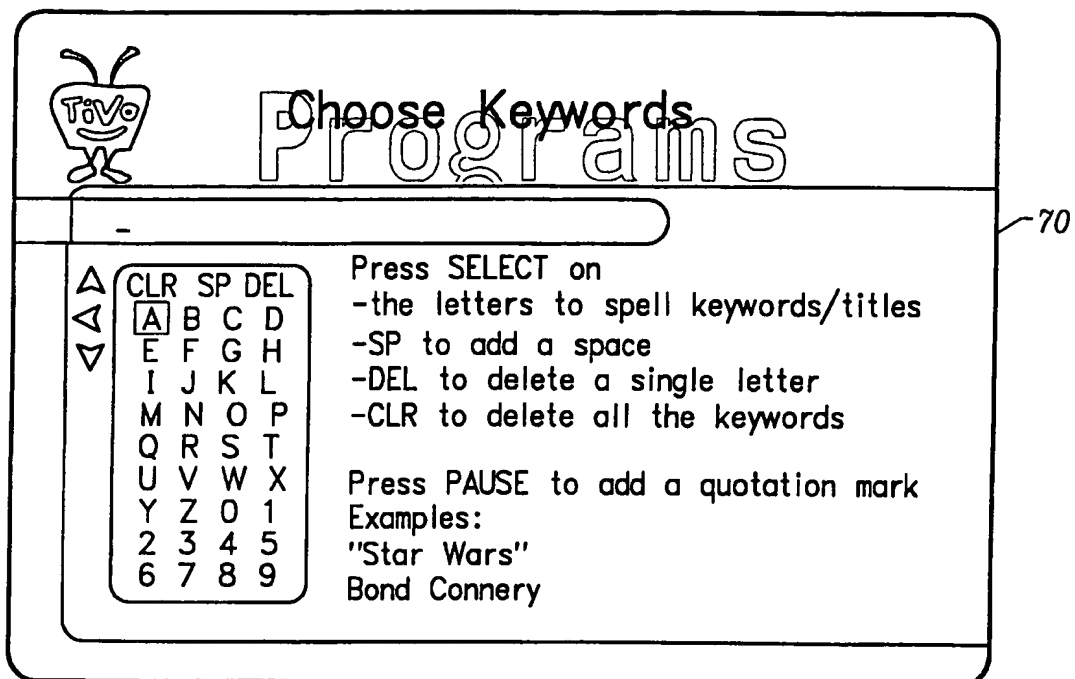 TiVo
Choose Keywords
Programs
70
CLR SP DEL
A B C D
E F G H
I J K L
M N O P
Q R S T
U V W X
Y Z 0 1
2 3 4 5
6 7 8 9
Press SELECT on
-the letters to spell keywords/titles
-SP to add a space
-DEL to delete a single letter
-CLR to delete all the keywords
Press PAUSE to add a quotation mark
Examples:
"Star Wars"
Bond Connery